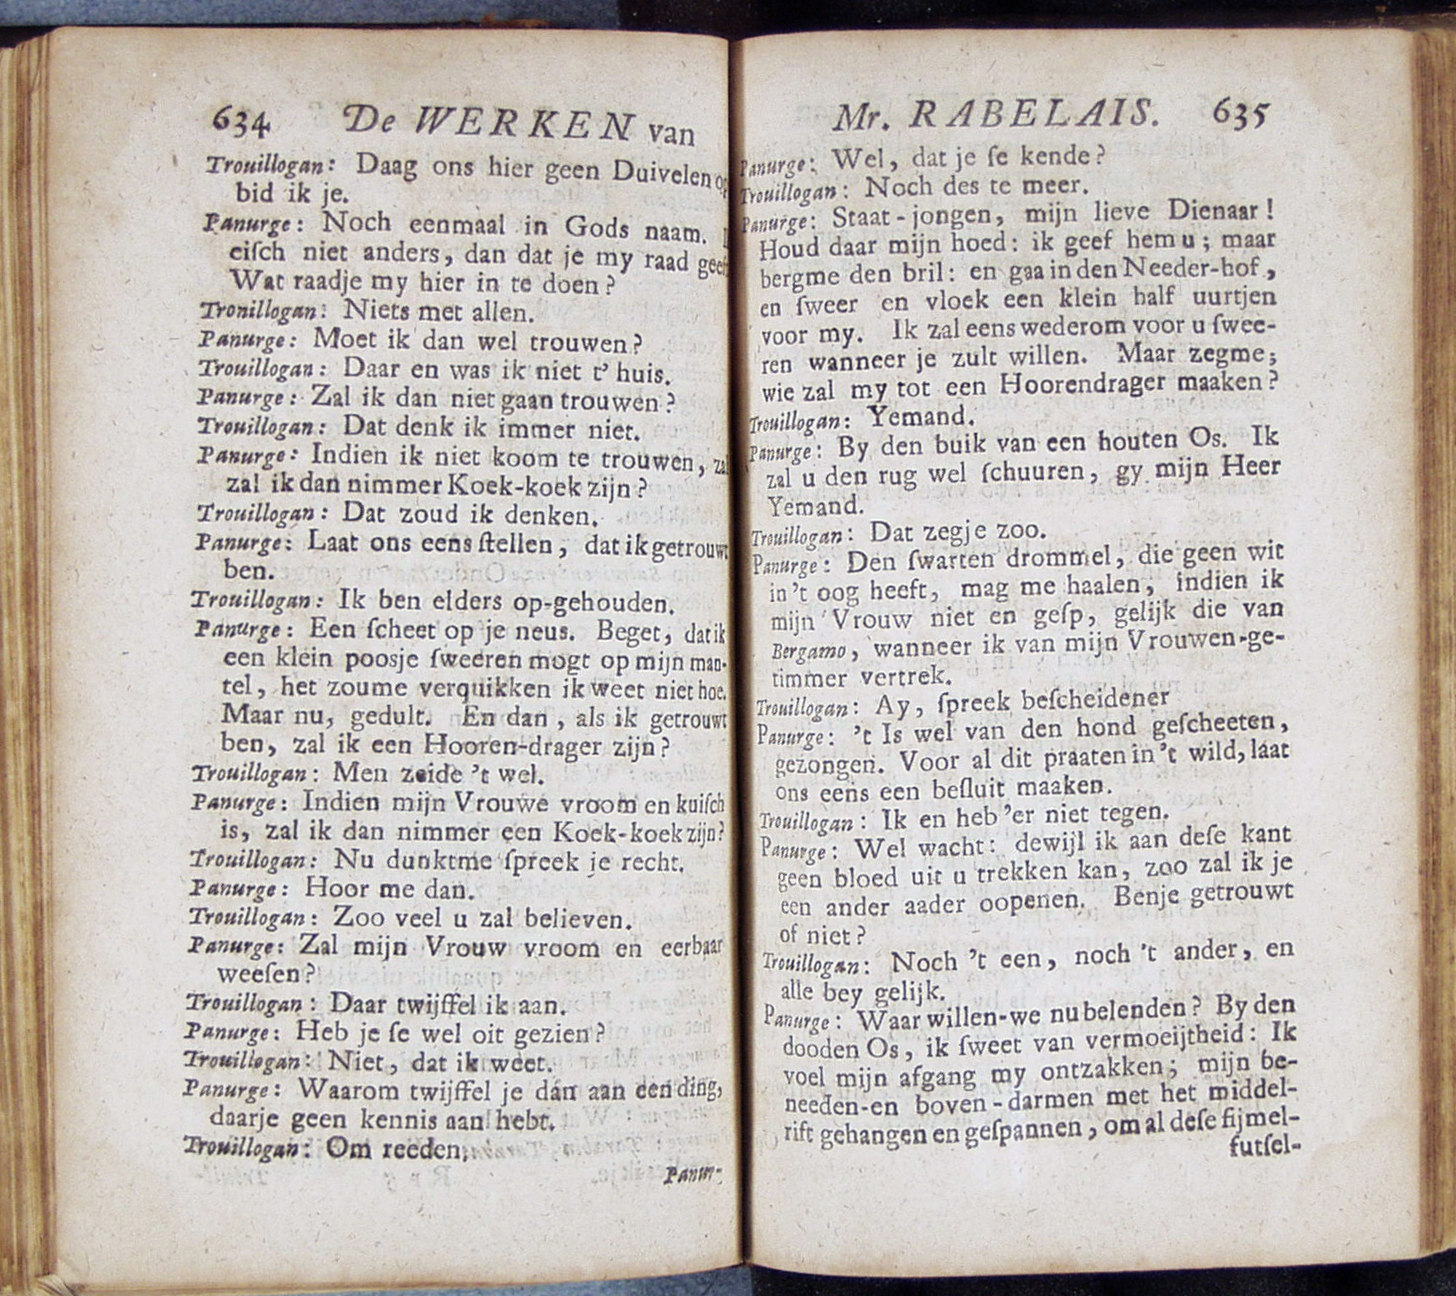 634 De WERKEN van
Trouillogan: Daag ons hier geen Duivelen op
bid ik je.
Panurge: Noch eenmaal in Gods naam.
eiſch niet anders, dan dat je my raad geeft
Wat raadje my hier in te doen?
Tronillogan: Niets met allen.
Panurge: Moet ik dan wel trouwen?
Trouillogan: Daar en was ik niet t' huis.
Panurge: Zal ik dan niet gaan trouwen?
Trouillogan: Dat denk ik immer niet.
Panurge: Indien ik niet koom te trouwen, zal
zal ik dan nimmer Koek-koek zijn?
Trouillogan: Dat zoud ik denken.
Panurge: Laat ons eens ſtellen, dat ik getrouwt
ben.
Trouillogan: Ik ben elders op-gehouden.
Panurge: Een ſcheet op je neus. Beget, dat ik
een klein poosje ſweeren mogt op mijn man-
tel, het zoume verquikken ik weet niet hoe.
Maar nu, gedult. En dan, als ik getrouwt
ben, zal ik een Hooren-drager zijn?
Trouillogan: Men zeide 't wel.
Panurge: Indien mijn Vrouwe vroom en kuiſch
is, zal ik dan nimmer een Koek-koek zijn?
Trouillogan: Nu dunktme ſpreek je recht.
Panurge: Hoor me dan.
Trouillogan: Zoo veel u zal believen.
Panurge: Zal mijn Vrouw vroom en eerbaar
weeſen?
Trouillogan: Daar twijffel ik aan.
Panurge: Heb je ſe wel oit gezien?
Trouillogan: Niet, dat ik weet.
Panurge: Waarom twijffel je dan aan een ding,
daarje geen kennis aan hebt.
Trouillogan: Om reeden,
Panur-
Mr. RABELAIS. 635
Panurge: Wel, dat je ſe kende?
Trouillogan: Noch des te meer.
Panurge: Staat-jongen, mijn lieve Dienaar!
Houd daar mijn hoed: ik geef hem u; maar
bergme den bril: en gaa in den Needer-hof,
en ſweer en vloek een klein half uurtjen
voor my. Ik zal eens wederom voor u ſwee-
ren wanneer je zult willen. Maar zegme;
wie zal my tot een Hoorendrager maaken?
Trouillogan: Yemand.
Panurge: By den buik van een houten Os. Ik
zal u den rug wel ſchuuren, gy mijn Heer
Yemand.
Trouillogan: Dat zegje zoo.
Panurge: Den ſwarten drommel, die geen wit
in 't oog heeft, mag me haalen, indien ik
mijn Vrouw niet en geſp, gelijk die van
Bergamo, wanneer ik van mijn Vrouwen-ge-
timmer vertrek.
Trouillogan: Ay, ſpreek beſcheidener
Panurge: 't Is wel van den hond geſcheeten,
gezongen. Voor al dit praaten in 't wild, laat
ons eens een beſluit maaken.
Trouillogan: Ik en heb 'er niet tegen.
Panurge: Wel wacht: dewijl ik aan deſe kant
geen bloed uit u trekken kan, zoo zal ik je
een ander aader oopenen. Benje getrouwt
of niet?
Trouillogan: Noch 't een, noch 't ander, en
alle bey gelijk.
Panurge: Waar willen-we nu belenden? By den
dooden Os, ik ſweet van vermoeijtheid: Ik
voel mijn afgang my ontzakken; mijn be-
needen-en boven-darmen met het middel-
rift gehangen en geſpannen, om al deſe fijmel-
futſel-